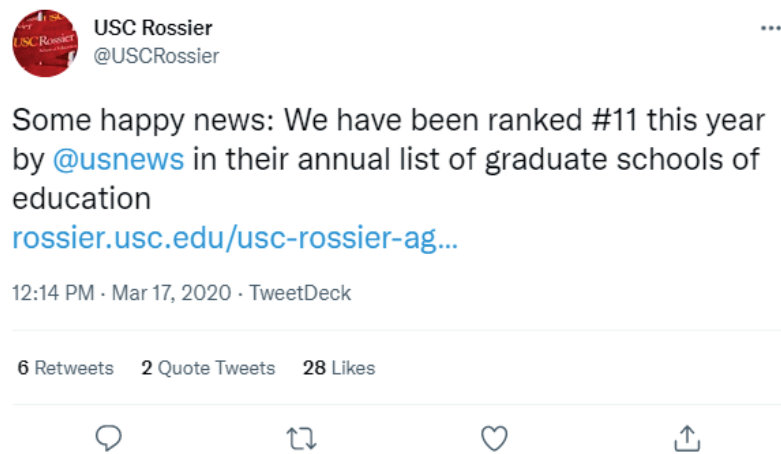 USC Rossier
@USCRossier
Some happy news: We have been ranked #11 this year
by @usnews in their annual list of graduate schools of
education
rossier.usc.edu/usc-rossier-ag...
12:14 PM · Mar 17, 2020 · TweetDeck
6 Retweets 2 Quote Tweets 28 Likes